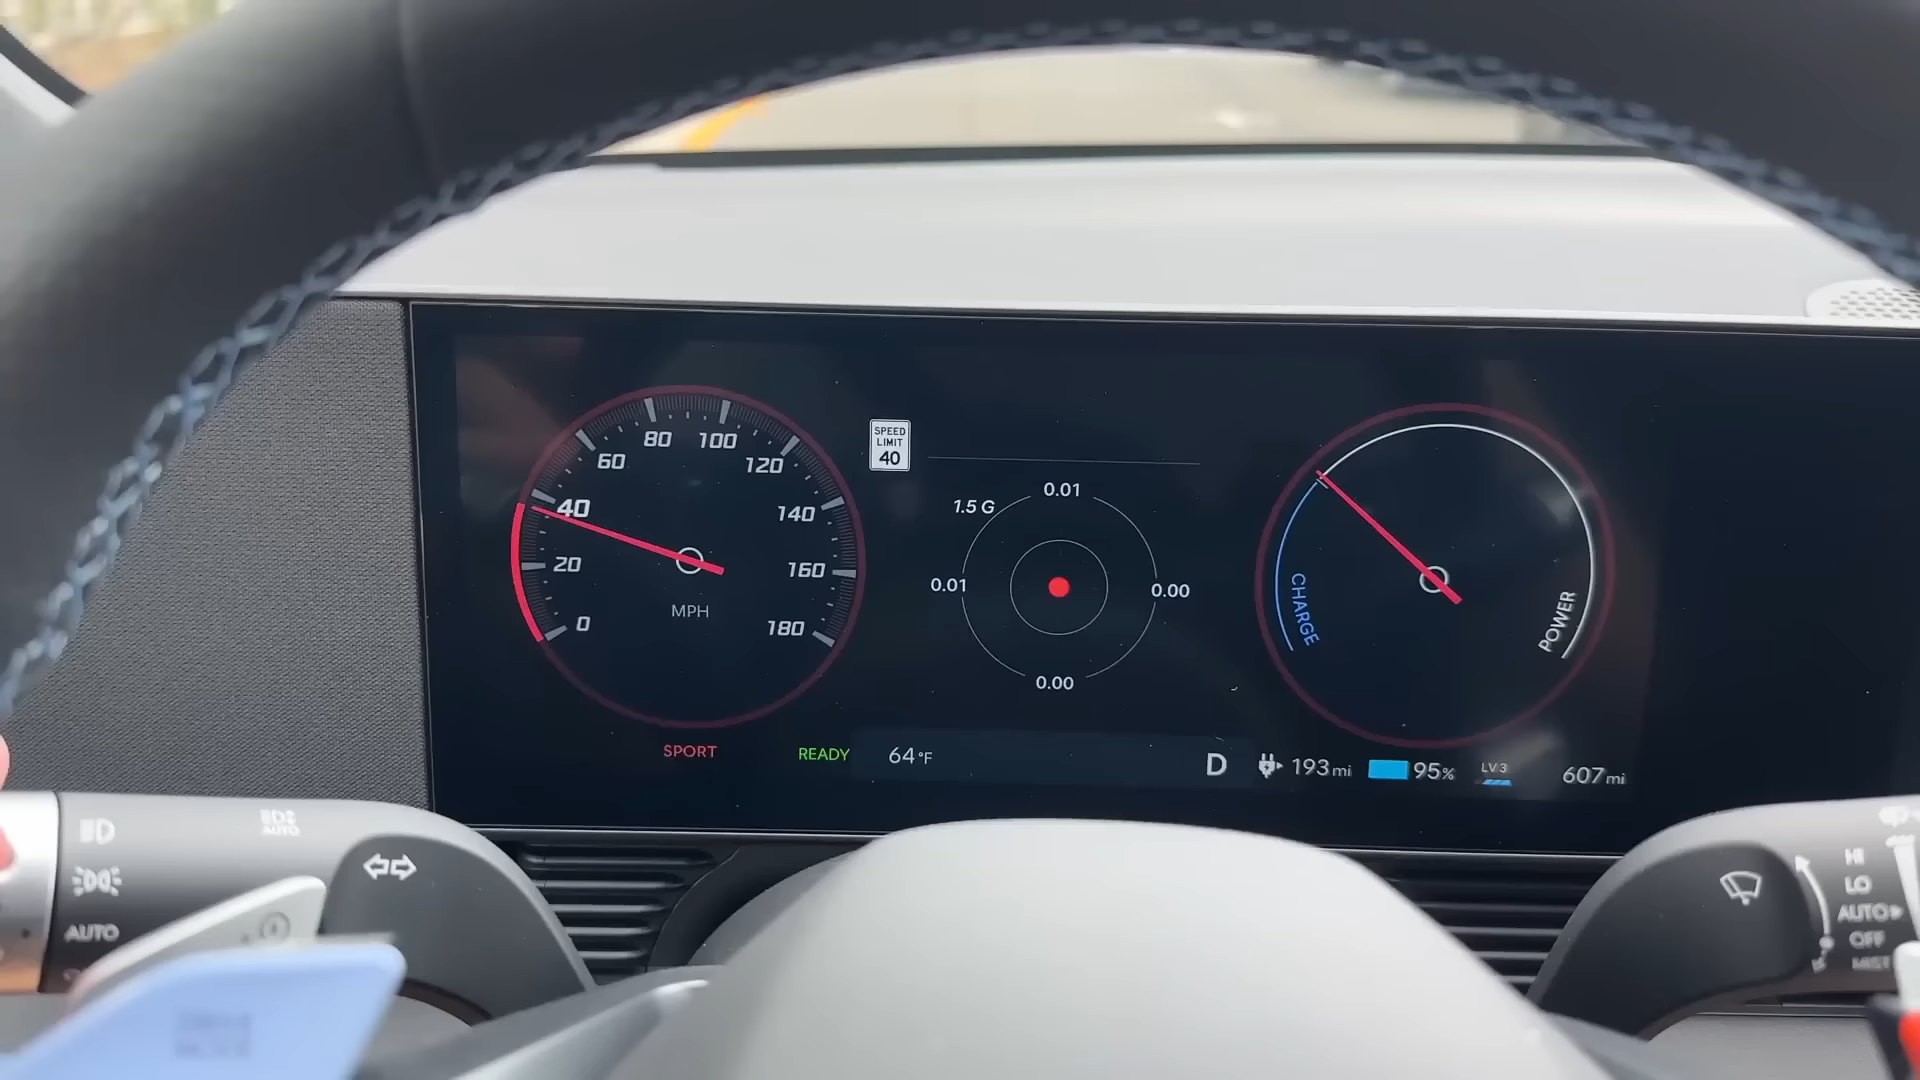 80
100
60
120
40
140
20
160
0
180
MPH
SPEED
LIMIT
40
1.5 G
0.01
0.01
0.00
0.00
CHARGE
POWER
SPORT
READY
64°F
D
193mi
95%
LV3
607mi
AUTO
AUTO
HI
LO
AUTO
OFF
MIST